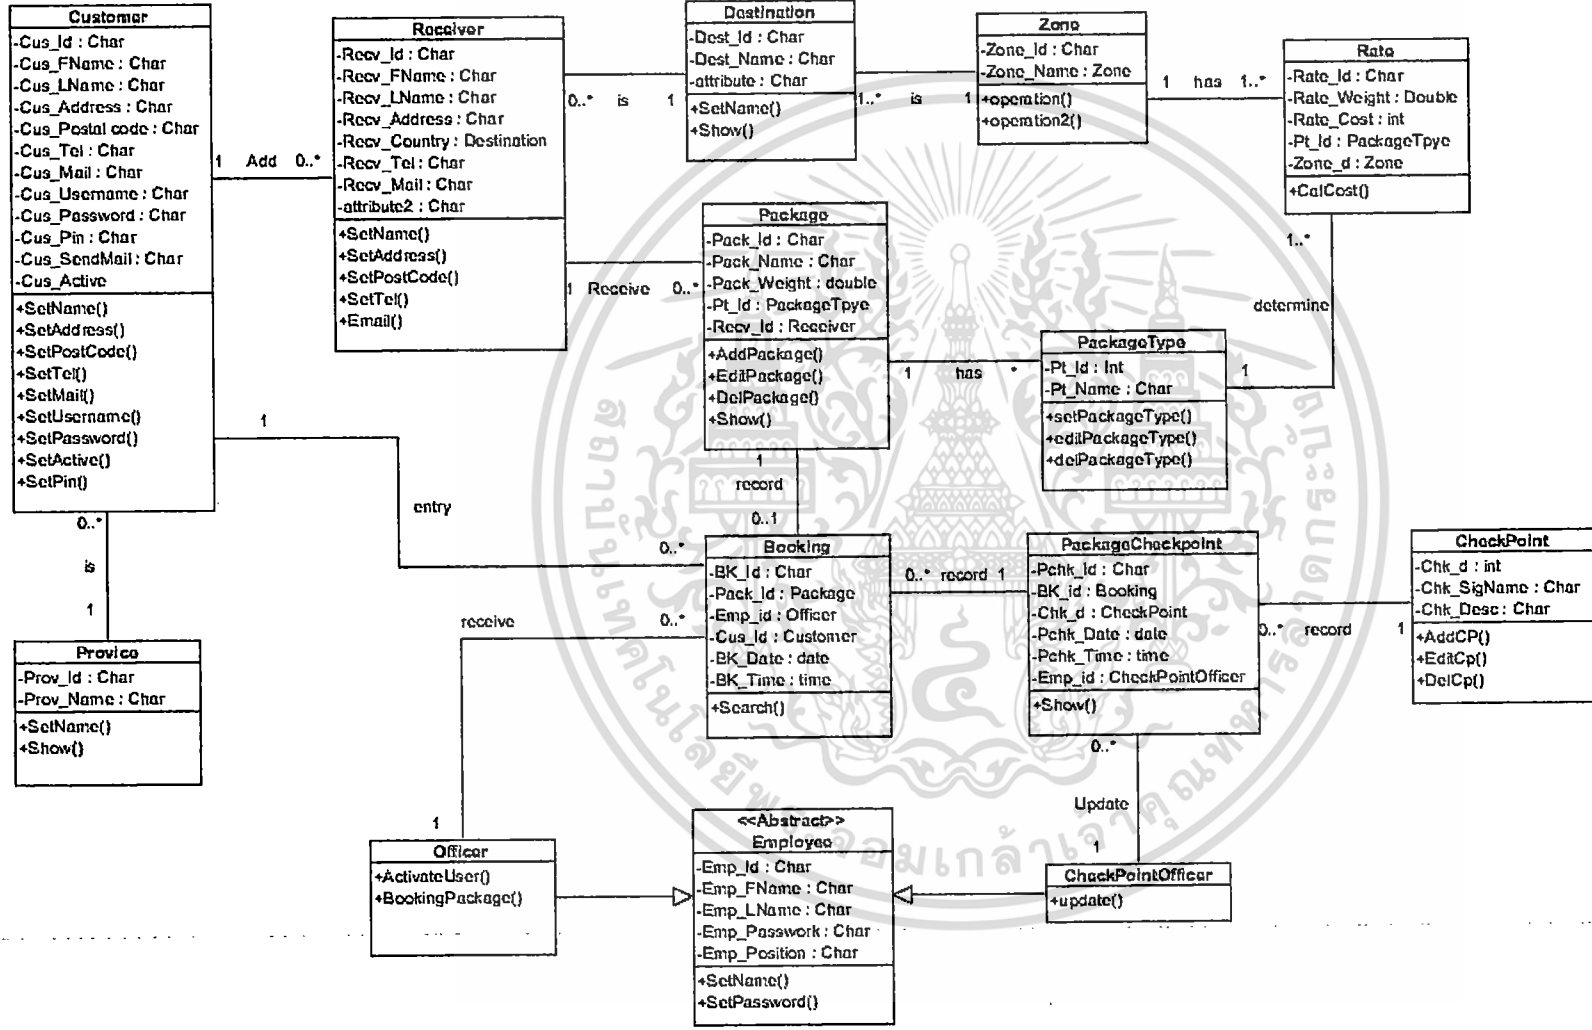 Customer
-Cus_Id : Char
-Cus_FName : Char
-Cus_LName : Char
-Cus_Address : Char
-Cus_Postal code : Char
-Cus_Tel : Char
-Cus_Mail : Char
-Cus_Username : Char
-Cus_Password : Char
-Cus_Pin : Char
-Cus_SendMail : Char
-Cus_Active
+SetName()
+SetAddress()
+SetPostCode()
+SetTel()
+SetMail()
+SetUsername()
+SetPassword()
+SetActive()
+SetPin()
1 Add 0..*
Receiver
-Recv_Id : Char
-Recv_FName : Char
-Recv_LName : Char
-Recv_Address : Char
-Recv_Country : Destination
-Recv_Tel : Char
-Recv_Mail : Char
-attribute2 : Char
+SetName()
+SetAddress()
+SetPostCode()
+SetTel()
+Email()
0..* is 1
Destination
-Dest_Id : Char
-Dest_Name : Char
-attribute : Char
+SetName()
+Show()
1..* is 1
Zone
-Zone_Id : Char
-Zone_Name : Zone
+operation()
+operation2()
1 has 1..*
Rate
-Rate_Id : Char
-Rate_Weight : Double
-Rate_Cost : int
-Pt_Id : PackageTpye
-Zone_d : Zone
+CalCost()
1..*
determine
1
1 Receive 0..*
Package
-Pack_Id : Char
-Pack_Name : Char
-Pack_Weight : double
-Pt_Id : PackageTpye
-Recv_Id : Receiver
+AddPackage()
+EditPackage()
+DelPackage()
+Show()
1 has *
PackageType
-Pt_Id : Int
-Pt_Name : Char
+setPackageType()
+editPackageType()
+delPackageType()
1
record
0..1
1
entry
0..*
0..*
is
1
Provice
-Prov_Id : Char
-Prov_Name : Char
+SetName()
+Show()
Booking
-BK_Id : Char
-Pack_Id : Package
-Emp_id : Officer
-Cus_Id : Customer
-BK_Date : date
-BK_Time : time
+Search()
0..* record 1
PackageCheckpoint
-Pchk_Id : Char
-BK_id : Booking
-Chk_d : CheckPoint
-Pchk_Date : date
-Pchk_Time : time
-Emp_id : CheckPointOfficer
+Show()
0..* record 1
CheckPoint
-Chk_d : int
-Chk_SigName : Char
-Chk_Desc : Char
+AddCP()
+EditCp()
+DelCp()
receive 0..*
1
0..*
Update
1
Officer
+ActivateUser()
+BookingPackage()
<<Abstract>>
Employee
-Emp_Id : Char
-Emp_FName : Char
-Emp_LName : Char
-Emp_Passwork : Char
-Emp_Position : Char
+SetName()
+SetPassword()
CheckPointOfficer
+update()